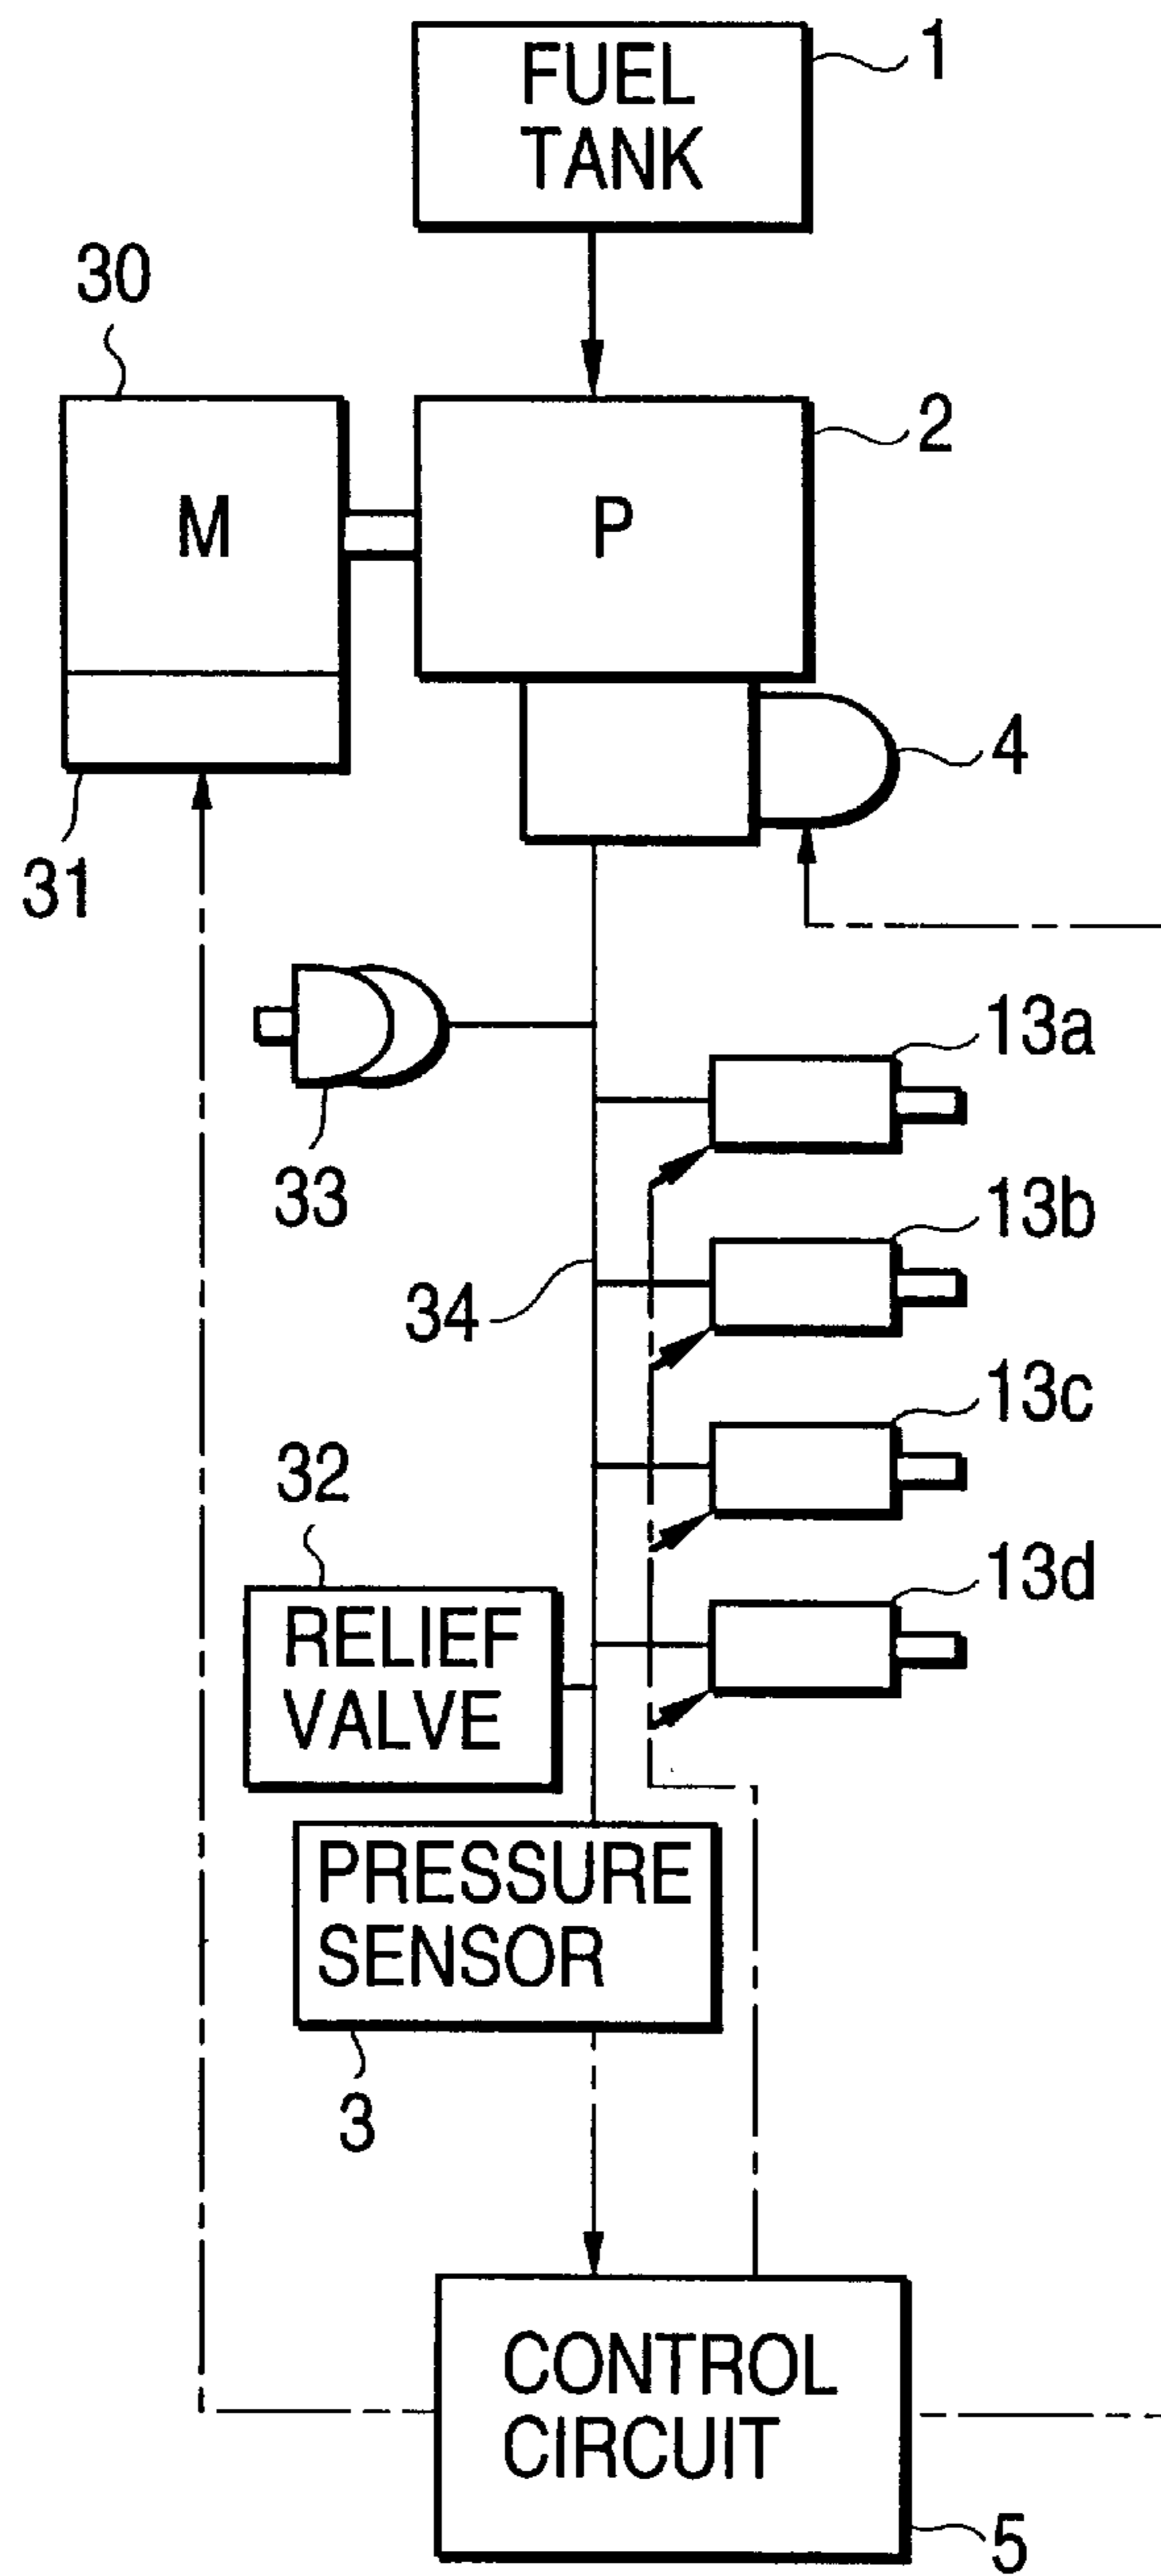 FUEL
TANK
1
30
M
P
2
31
4
33
13a
13b
34
13c
32
RELIEF
VALVE
13d
PRESSURE
SENSOR
3
CONTROL
CIRCUIT
5